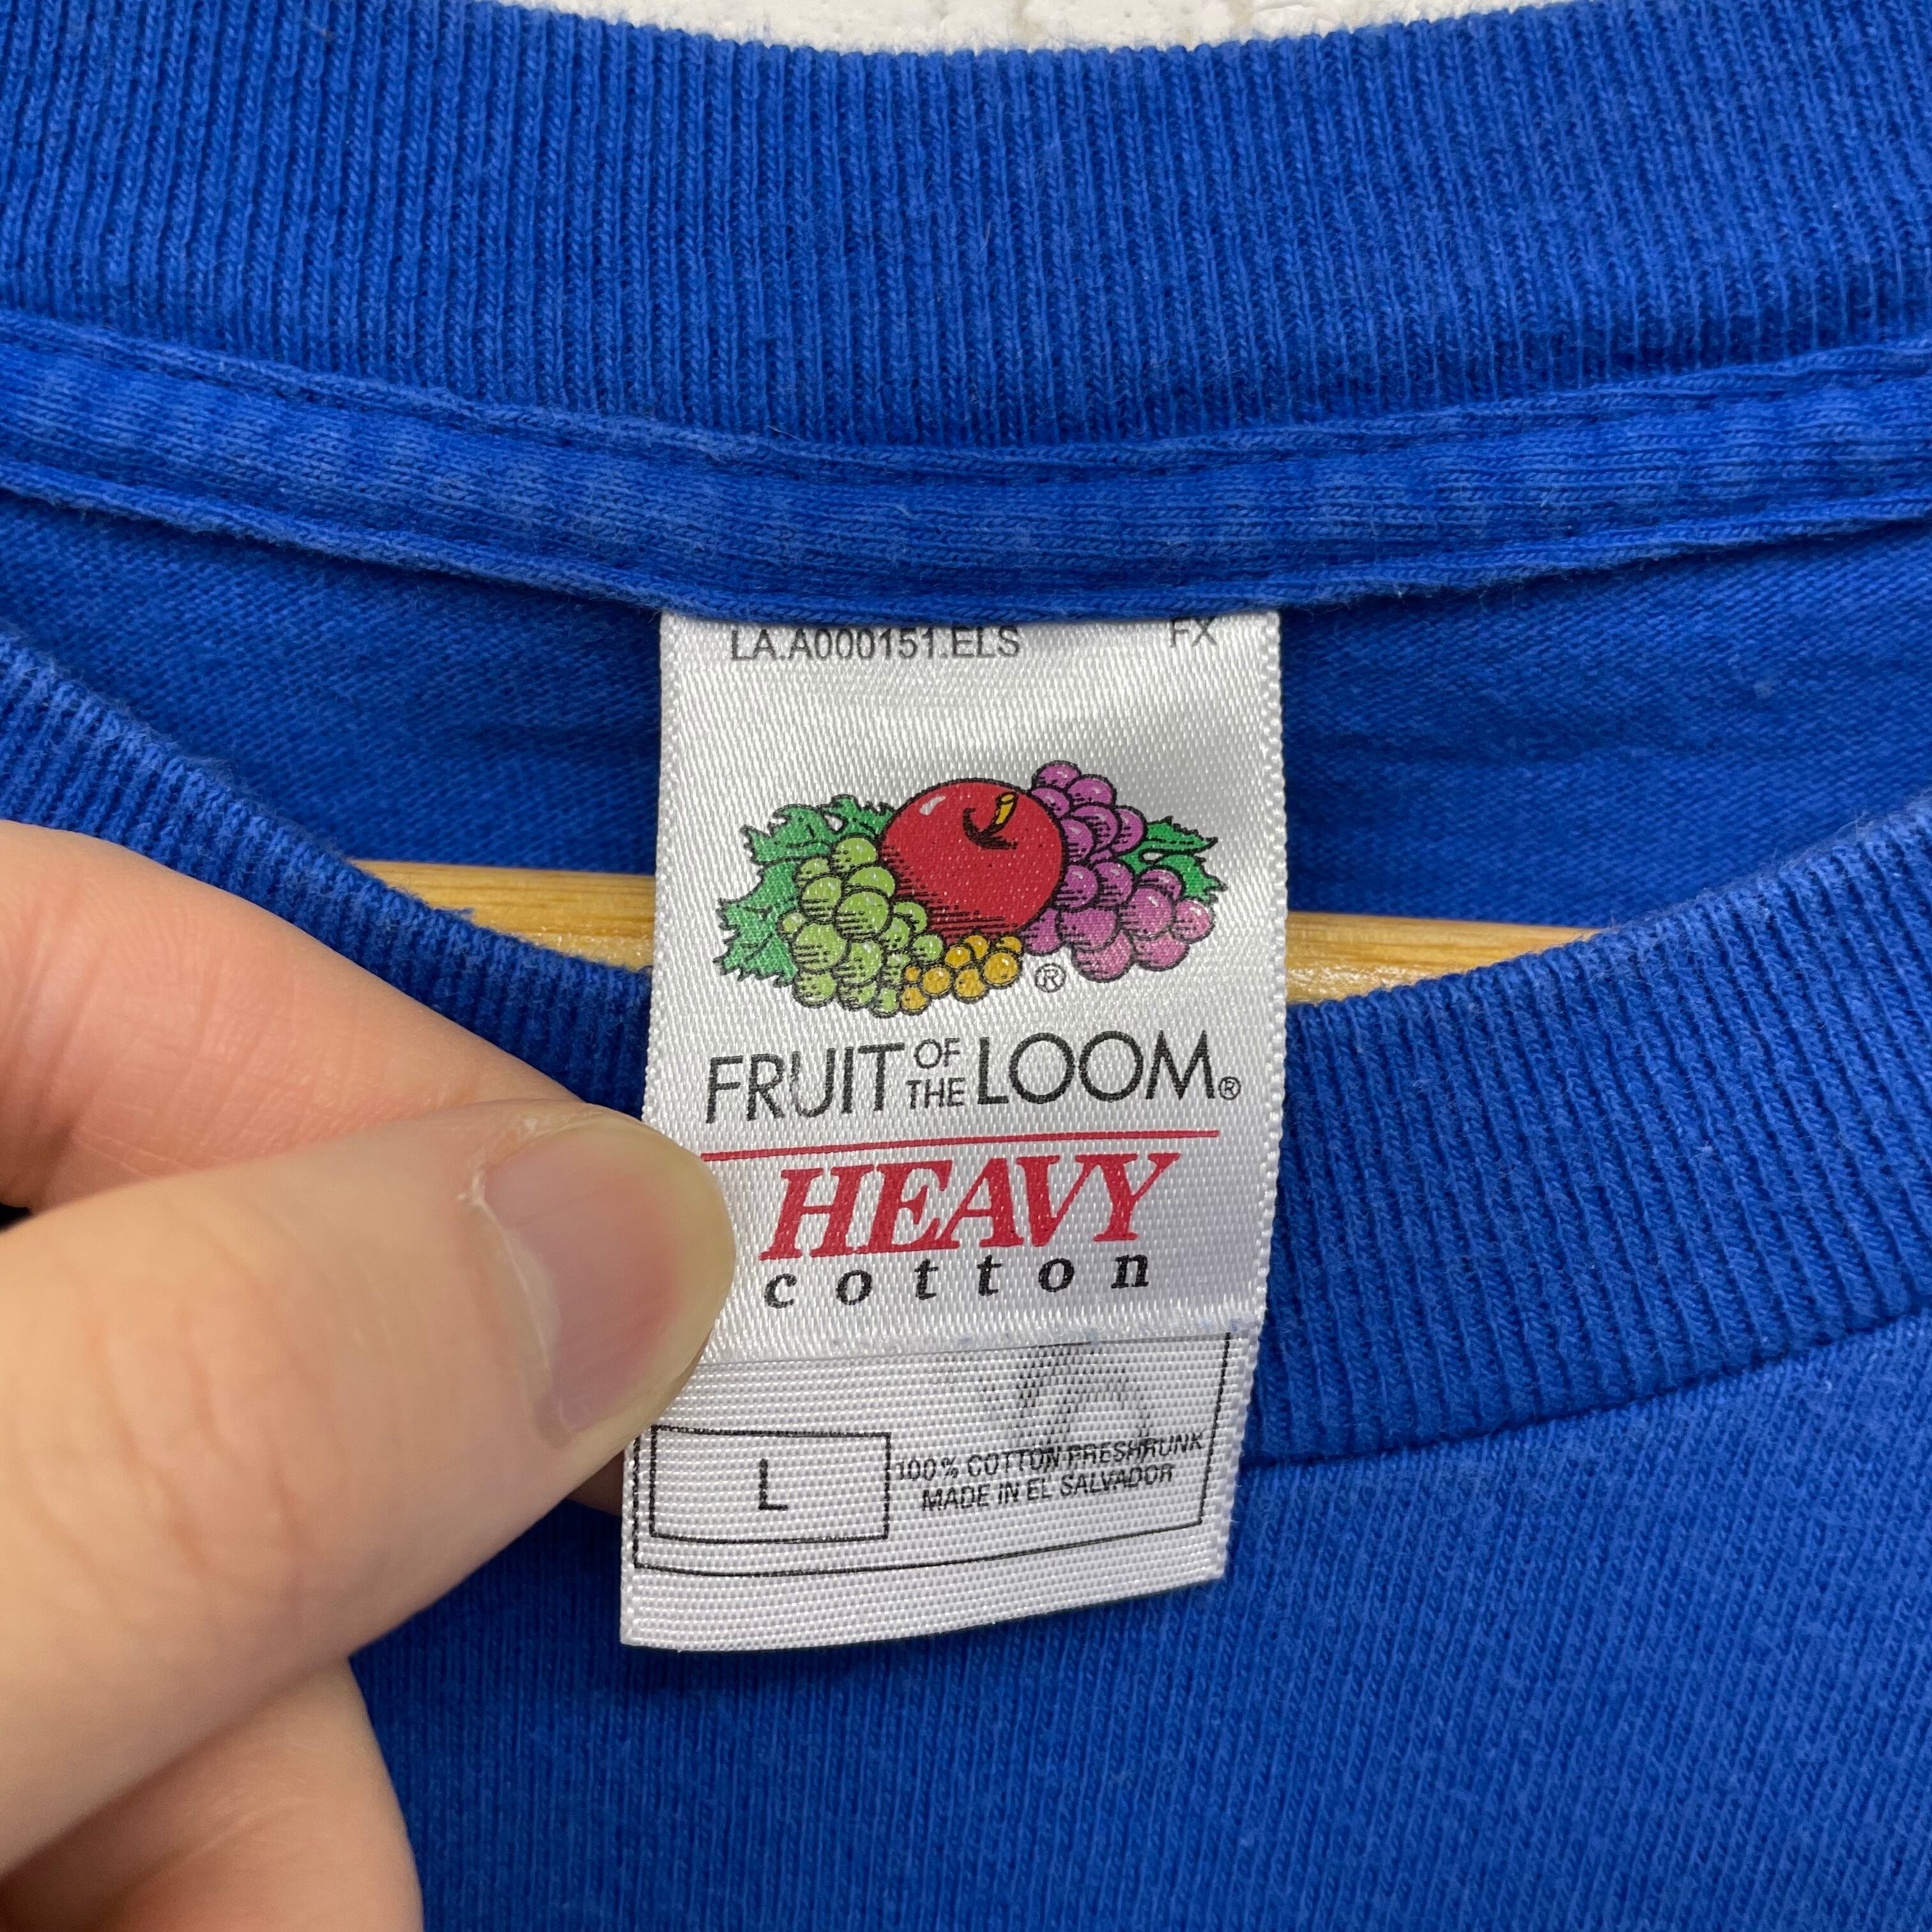 LA.A000151.ELS FX
®
FRUIT OF THE LOOM®
HEAVY
cotton
L
100% COTTON PRESHRUNK
MADE IN EL SALVADOR